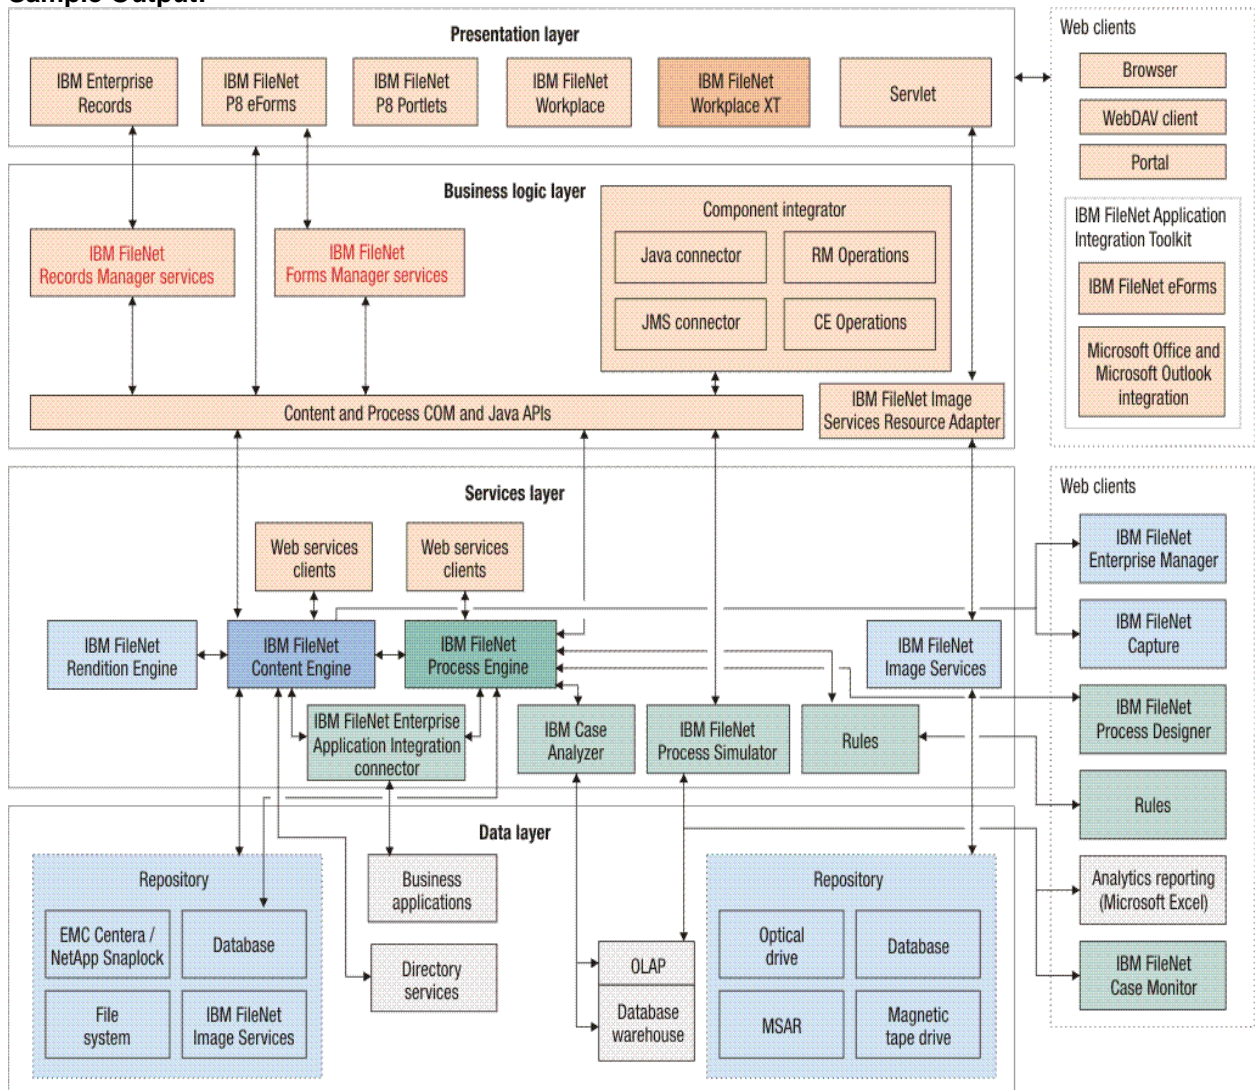 Sample Output:
Presentation layer
IBM Enterprise
Records
IBM FileNet
P8 eForms
IBM FileNet
P8 Portlets
IBM FileNet
Workplace
IBM FileNet
Workplace XT
Servlet
Web clients
Browser
WebDAV client
Portal
IBM FileNet Application
Integration Toolkit
IBM FileNet eForms
Microsoft Office and
Microsoft Outlook
integration
Business logic layer
IBM FileNet
Records Manager services
IBM FileNet
Forms Manager services
Component integrator
Java connector
RM Operations
JMS connector
CE Operations
Content and Process COM and Java APIs
IBM FileNet Image
Services Resource Adapter
Services layer
Web services
clients
Web services
clients
IBM FileNet
Rendition Engine
IBM FileNet
Content Engine
IBM FileNet
Process Engine
IBM FileNet
Image Services
IBM FileNet Enterprise
Application Integration
connector
IBM Case
Analyzer
IBM FileNet
Process Simulator
Rules
Web clients
IBM FileNet
Enterprise Manager
IBM FileNet
Capture
IBM FileNet
Process Designer
Rules
Analytics reporting
(Microsoft Excel)
IBM FileNet
Case Monitor
Data layer
Repository
EMC Centera /
NetApp Snaplock
Database
File
system
IBM FileNet
Image Services
Business
applications
Directory
services
OLAP
Database
warehouse
Repository
Optical
drive
Database
MSAR
Magnetic
tape drive